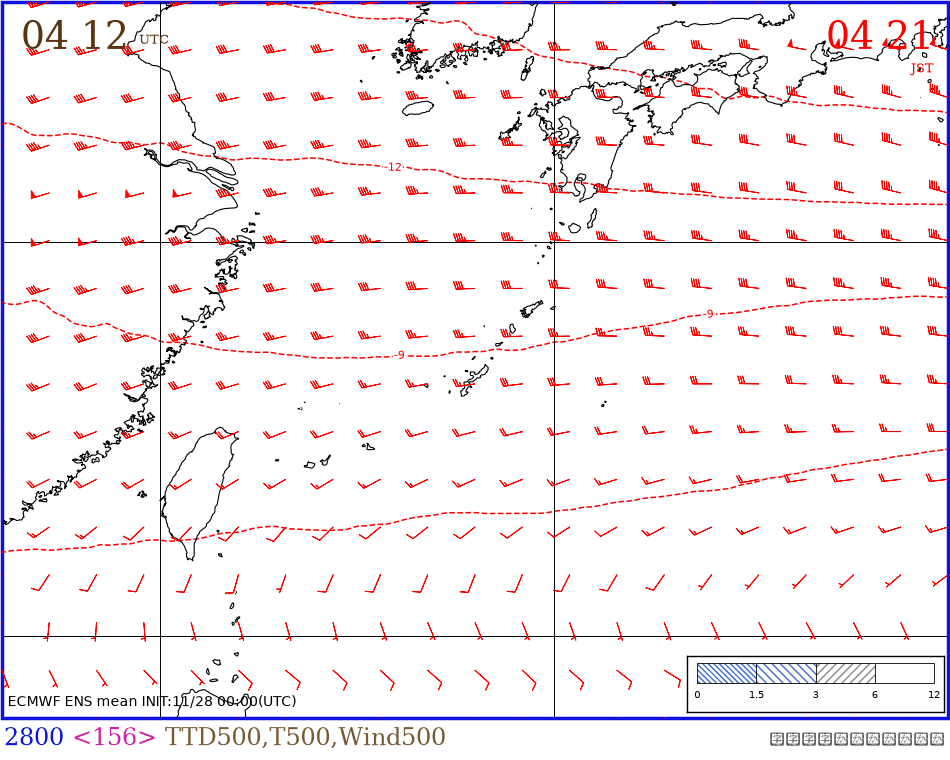 04 12 UTC
04 21
JST
-12
-9
-9
ECMWF ENS mean INIT:11/28 00:00(UTC)
0 1.5 3 6 12
2800 <156> TTD500,T500,Wind500